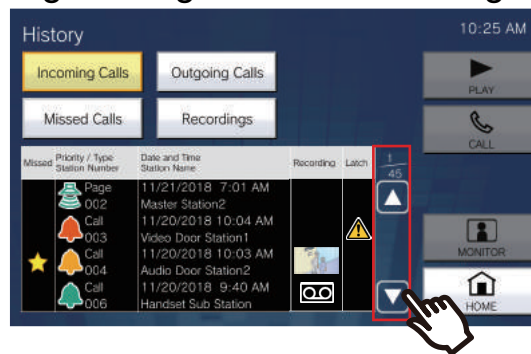 History
10:25 AM
Incoming Calls
Outgoing Calls
Missed Calls
Recordings
PLAY
CALL
MONITOR
HOME
Missed
Priority / Type
Station Number
Date and Time
Station Name
Recording
Latch
1
45
Page
002
11/21/2018 7:01 AM
Master Station2
Call
003
11/20/2018 10:04 AM
Video Door Station1
Call
004
11/20/2018 10:03 AM
Audio Door Station2
Call
006
11/20/2018 9:40 AM
Handset Sub Station